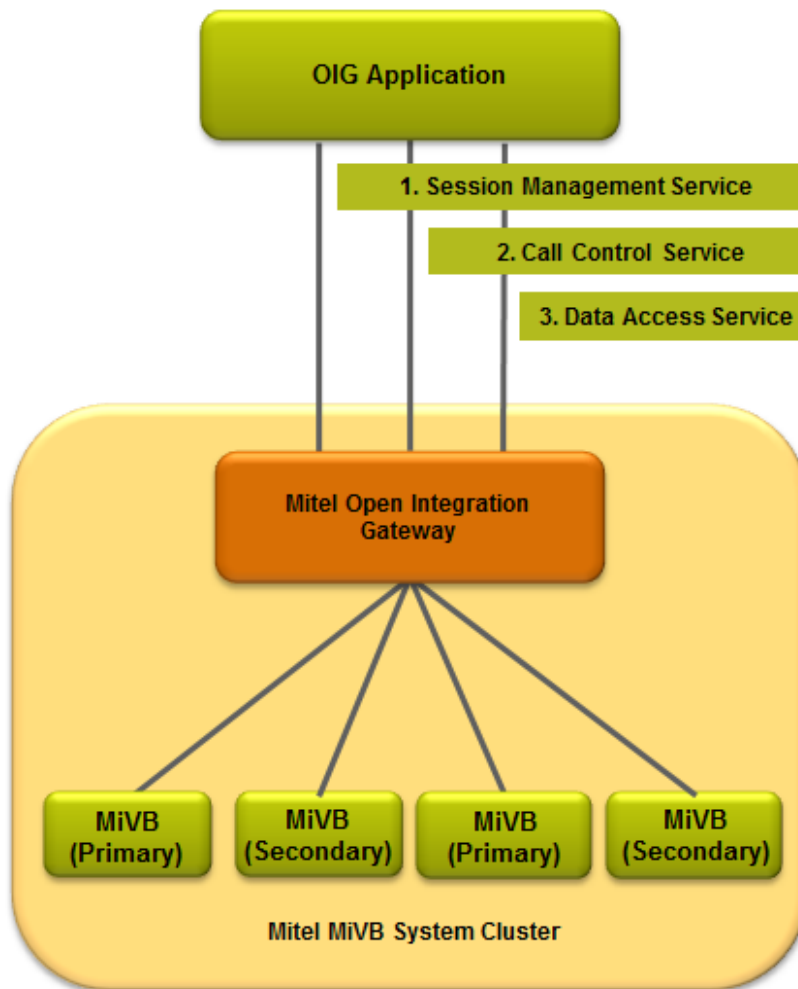 OIG Application
1. Session Management Service
2. Call Control Service
3. Data Access Service
Mitel Open Integration
Gateway
MiVB
(Primary)
MiVB
(Secondary)
MiVB
(Primary)
MiVB
(Secondary)
Mitel MiVB System Cluster